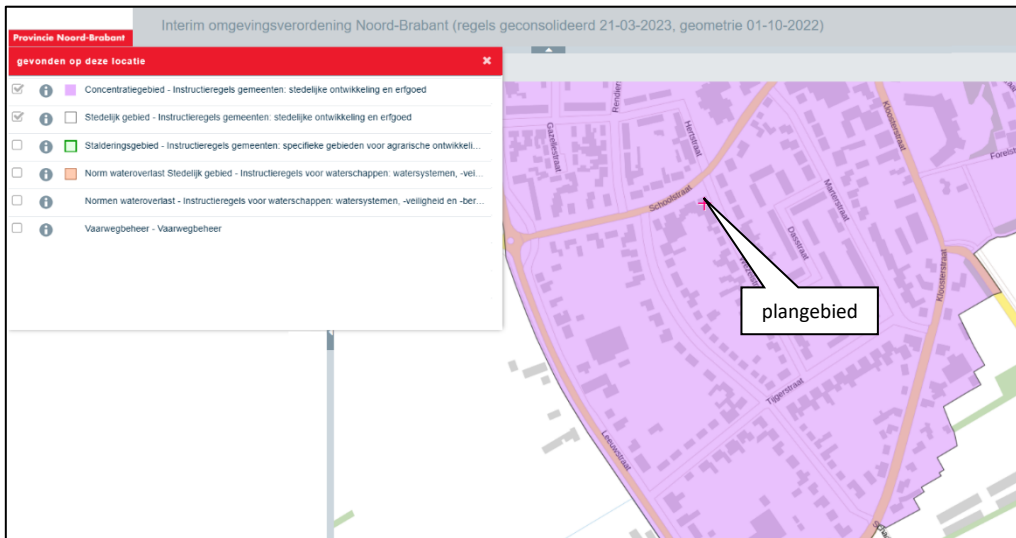 Interim omgevingsverordening Noord-Brabant (regels geconsolideerd 21-03-2023, geometrie 01-10-2022)
Provincie Noord-Brabant
gevonden op deze locatie
Concentratiegebied - Instructieregels gemeenten: stedelijke ontwikkeling en erfgoed
Stedelijk gebied - Instructieregels gemeenten: stedelijke ontwikkeling en erfgoed
Stalderingsgebied - Instructieregels gemeenten: specifieke gebieden voor agrarische ontwikkeli...
Norm wateroverlast Stedelijk gebied - Instructieregels voor waterschappen: watersystemen, -vei...
Normen wateroverlast - Instructieregels voor waterschappen: watersystemen, -veiligheid en -ber...
Vaarwegbeheer - Vaarwegbeheer
Gazellestraat
Hertstraat
Kloosterstraat
Schoolstraat
Marterstraat
Dasstraat
plangebied
Kloosterstraat
Tijgerstraat
Leeuwstraat